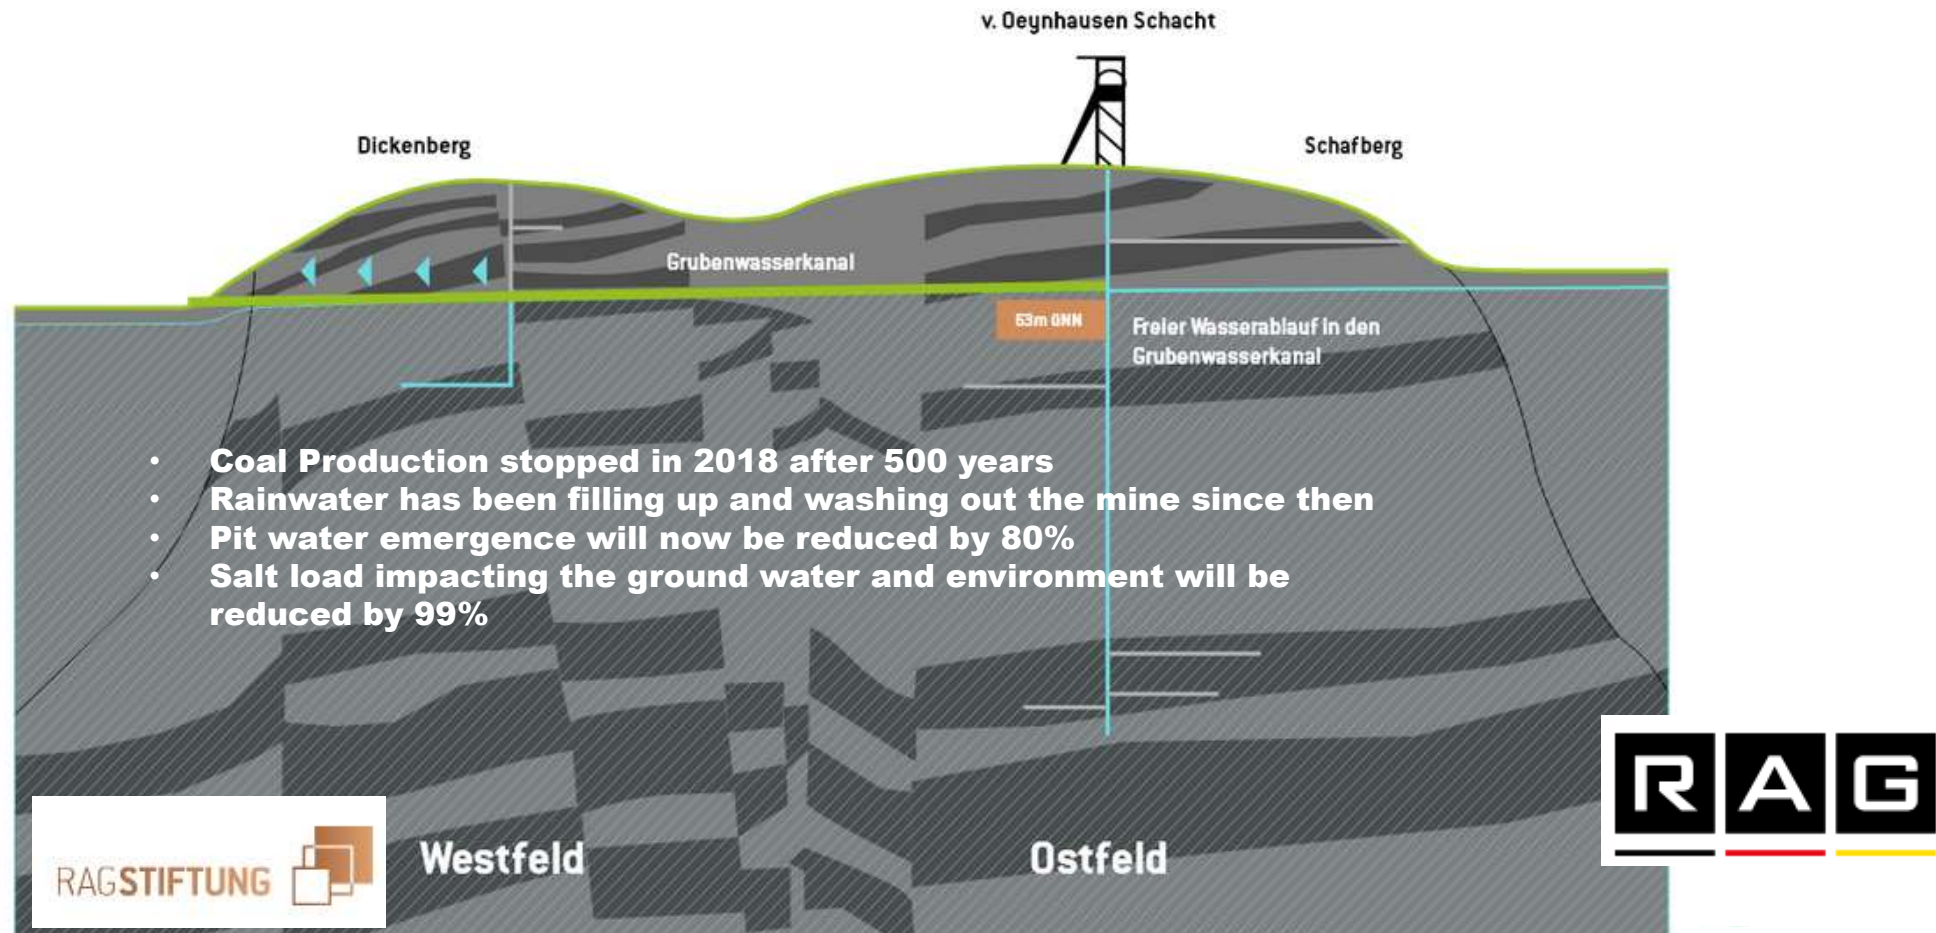 v. Oeynhausen Schacht
Dickenberg
Schafberg
Grubenwasserkanal
63m ÜNN
Freier Wasserablauf in den
Grubenwasserkanal
• Coal Production stopped in 2018 after 500 years
• Rainwater has been filling up and washing out the mine since then
• Pit water emergence will now be reduced by 80%
• Salt load impacting the ground water and environment will be
reduced by 99%
Westfeld
Ostfeld
RAGSTIFTUNG
RAG